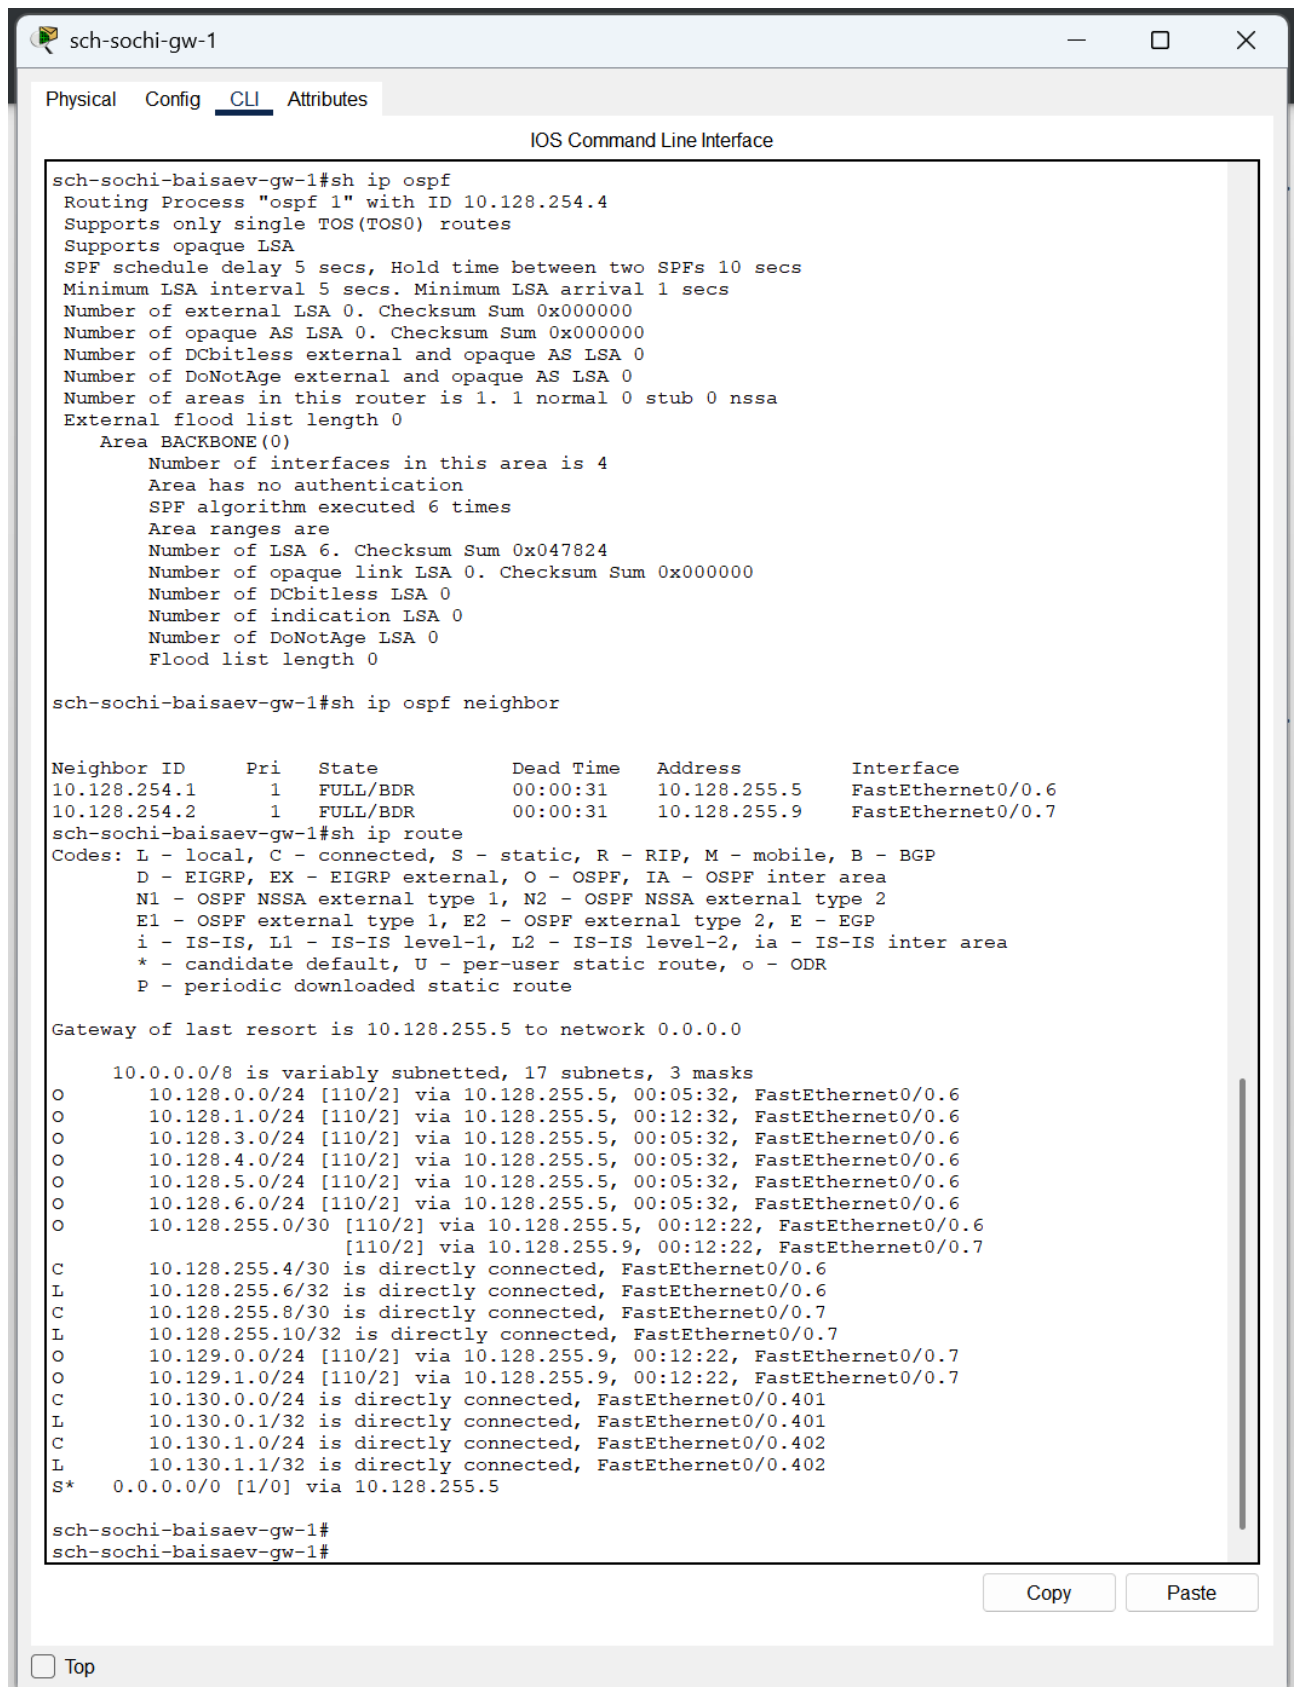 sch-sochi-gw-1
Physical Config CLI Attributes
IOS Command Line Interface
sch-sochi-baisaev-gw-1#sh ip ospf
Routing Process "ospf 1" with ID 10.128.254.4
Supports only single TOS(TOS0) routes
Supports opaque LSA
SPF schedule delay 5 secs, Hold time between two SPFs 10 secs
Minimum LSA interval 5 secs. Minimum LSA arrival 1 secs
Number of external LSA 0. Checksum Sum 0x000000
Number of opaque AS LSA 0. Checksum Sum 0x000000
Number of DCbitless external and opaque AS LSA 0
Number of DoNotAge external and opaque AS LSA 0
Number of areas in this router is 1. 1 normal 0 stub 0 nssa
External flood list length 0
Area BACKBONE(0)
Number of interfaces in this area is 4
Area has no authentication
SPF algorithm executed 6 times
Area ranges are
Number of LSA 6. Checksum Sum 0x047824
Number of opaque link LSA 0. Checksum Sum 0x000000
Number of DCbitless LSA 0
Number of indication LSA 0
Number of DoNotAge LSA 0
Flood list length 0
sch-sochi-baisaev-gw-1#sh ip ospf neighbor
Neighbor ID Pri State Dead Time Address Interface
10.128.254.1 1 FULL/BDR 00:00:31 10.128.255.5 FastEthernet0/0.6
10.128.254.2 1 FULL/BDR 00:00:31 10.128.255.9 FastEthernet0/0.7
sch-sochi-baisaev-gw-1#sh ip route
Codes: L - local, C - connected, S - static, R - RIP, M - mobile, B - BGP
D - EIGRP, EX - EIGRP external, O - OSPF, IA - OSPF inter area
N1 - OSPF NSSA external type 1, N2 - OSPF NSSA external type 2
E1 - OSPF external type 1, E2 - OSPF external type 2, E - EGP
i - IS-IS, L1 - IS-IS level-1, L2 - IS-IS level-2, ia - IS-IS inter area
* - candidate default, U - per-user static route, o - ODR
P - periodic downloaded static route
Gateway of last resort is 10.128.255.5 to network 0.0.0.0
10.0.0.0/8 is variably subnetted, 17 subnets, 3 masks
O 10.128.0.0/24 [110/2] via 10.128.255.5, 00:05:32, FastEthernet0/0.6
O 10.128.1.0/24 [110/2] via 10.128.255.5, 00:12:32, FastEthernet0/0.6
O 10.128.3.0/24 [110/2] via 10.128.255.5, 00:05:32, FastEthernet0/0.6
O 10.128.4.0/24 [110/2] via 10.128.255.5, 00:05:32, FastEthernet0/0.6
O 10.128.5.0/24 [110/2] via 10.128.255.5, 00:05:32, FastEthernet0/0.6
O 10.128.6.0/24 [110/2] via 10.128.255.5, 00:05:32, FastEthernet0/0.6
O 10.128.255.0/30 [110/2] via 10.128.255.5, 00:12:22, FastEthernet0/0.6
[110/2] via 10.128.255.9, 00:12:22, FastEthernet0/0.7
C 10.128.255.4/30 is directly connected, FastEthernet0/0.6
L 10.128.255.6/32 is directly connected, FastEthernet0/0.6
C 10.128.255.8/30 is directly connected, FastEthernet0/0.7
L 10.128.255.10/32 is directly connected, FastEthernet0/0.7
O 10.129.0.0/24 [110/2] via 10.128.255.9, 00:12:22, FastEthernet0/0.7
O 10.129.1.0/24 [110/2] via 10.128.255.9, 00:12:22, FastEthernet0/0.7
C 10.130.0.0/24 is directly connected, FastEthernet0/0.401
L 10.130.0.1/32 is directly connected, FastEthernet0/0.401
C 10.130.1.0/24 is directly connected, FastEthernet0/0.402
L 10.130.1.1/32 is directly connected, FastEthernet0/0.402
S* 0.0.0.0/0 [1/0] via 10.128.255.5
sch-sochi-baisaev-gw-1#
sch-sochi-baisaev-gw-1#
Copy Paste
Top